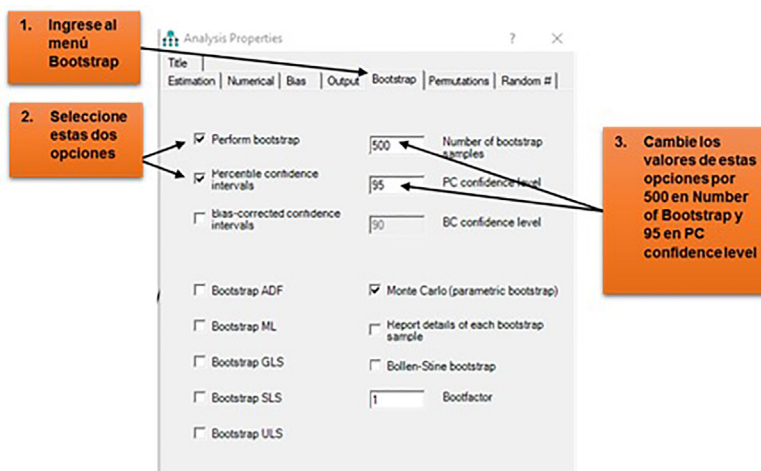 1. Ingrese al
menú
Bootstrap
Analysis Properties
? ×
Title
Estimation | Numerical | Bias | Output | Bootstrap | Permutations | Random # |
2. Seleccione
estas dos
opciones
Perform bootstrap
500 Number of bootstrap
samples
Percentile confidence
intervals
95 PC confidence level
Bias-corrected confidence
intervals
90 BC confidence level
3. Cambie los
valores de estas
opciones por
500 en Number
of Bootstrap y
95 en PC
confidence level
Bootstrap ADF
Monte Carlo (parametric bootstrap)
Bootstrap ML
Report details of each bootstrap
sample
Bootstrap GLS
Bollen-Stine bootstrap
Bootstrap SLS
1 Bootfactor
Bootstrap ULS